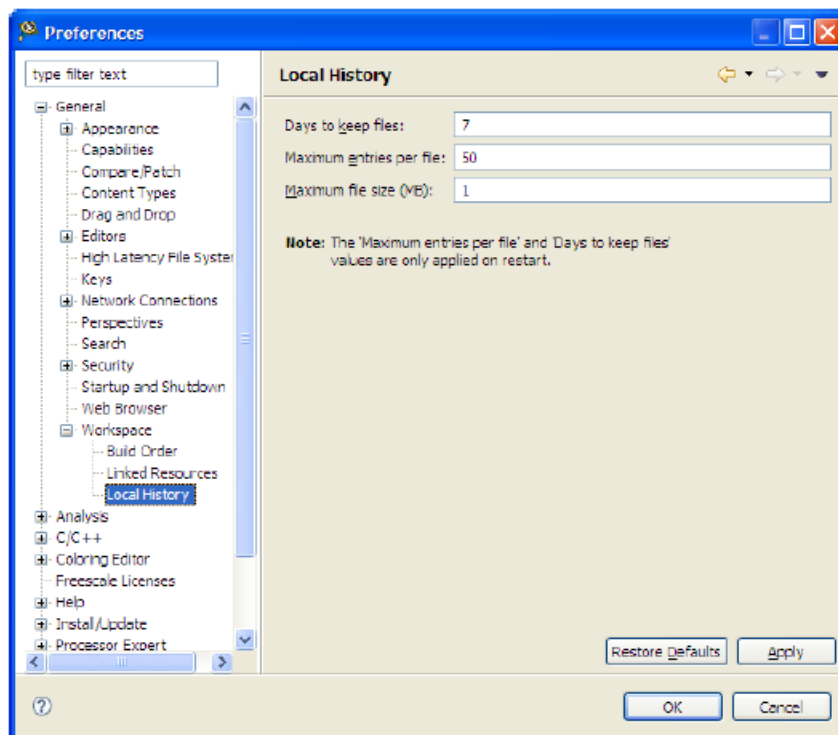 Preferences
type filter text
General
Appearance
Capabilities
Compare/Patch
Content Types
Drag and Drop
Editors
High Latency File Syster
Keys
Network Connections
Perspectives
Search
Security
Startup and Shutdown
Web Browser
Workspace
Build Order
Linked Resources
Local History
Analysis
C/C++
Coloring Editor
Freescale Licenses
Help
Install/Update
Processor Expert
Local History
Days to keep files: 7
Maximum entries per file: 50
Maximum file size (MB): 1
Note: The 'Maximum entries per file' and 'Days to keep files'
values are only applied on restart.
Restore Defaults Apply
OK Cancel